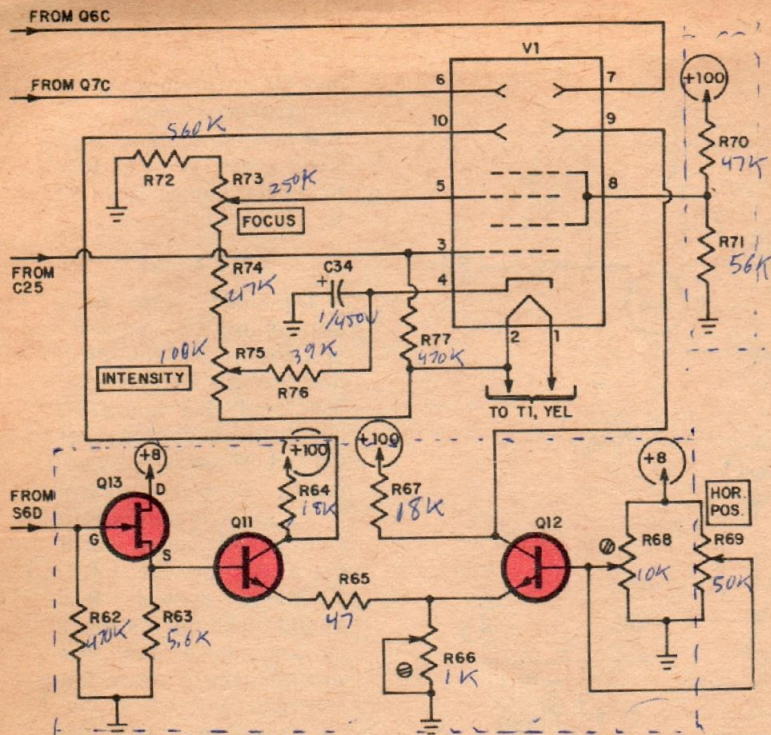 FROM Q6C
FROM Q7C
V1
6
7
10
9
5
8
3
4
2
1
+100
R70
47K
R71
56K
560K
R72
R73
250K
FOCUS
FROM
C25
R74
47K
C34
+
1/450V
100K
R75
39K
R76
INTENSITY
R77
470K
TO T1, YEL
+8
Q13
D
FROM
S6D
G
S
R62
470K
R63
5.6K
Q11
+100
R64
18K
+100
R67
18K
R65
47
R66
1K
Q12
+8
HOR.
POS.
R68
10K
R69
50K